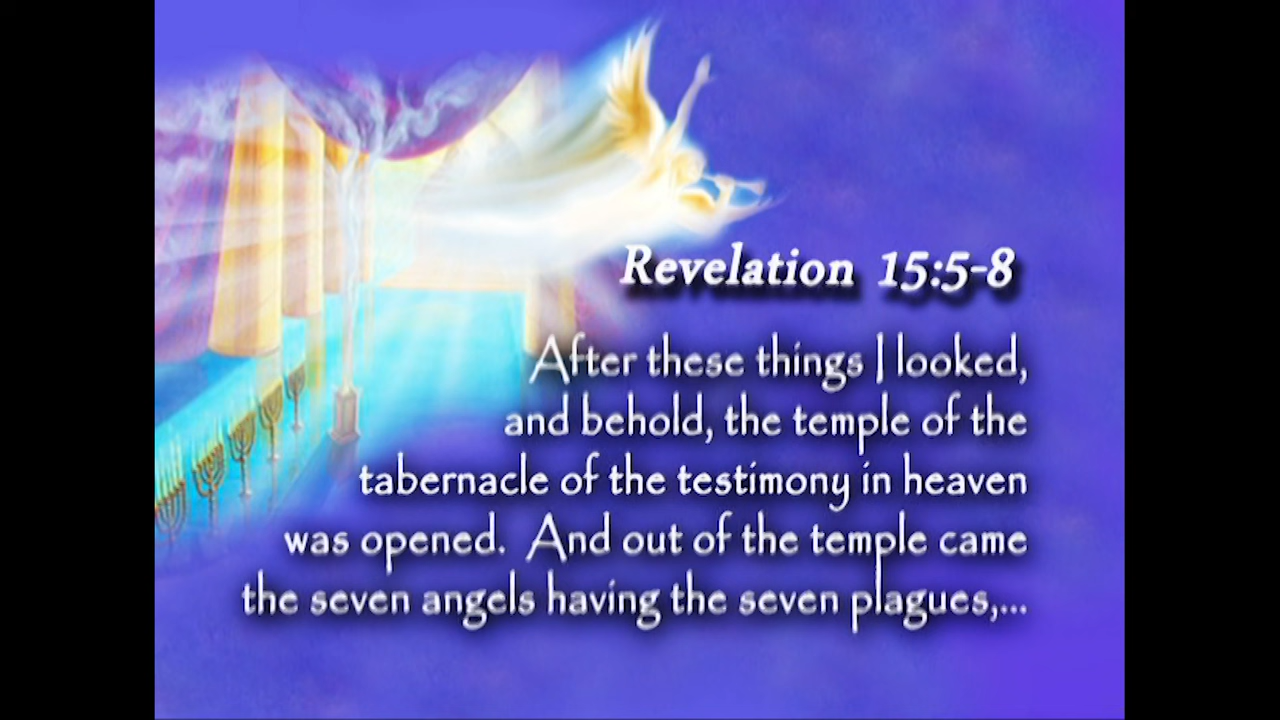 Revelation 15:5-8
After these things I looked,
and behold, the temple of the
tabernacle of the testimony in heaven
was opened. And out of the temple came
the seven angels having the seven plagues,...